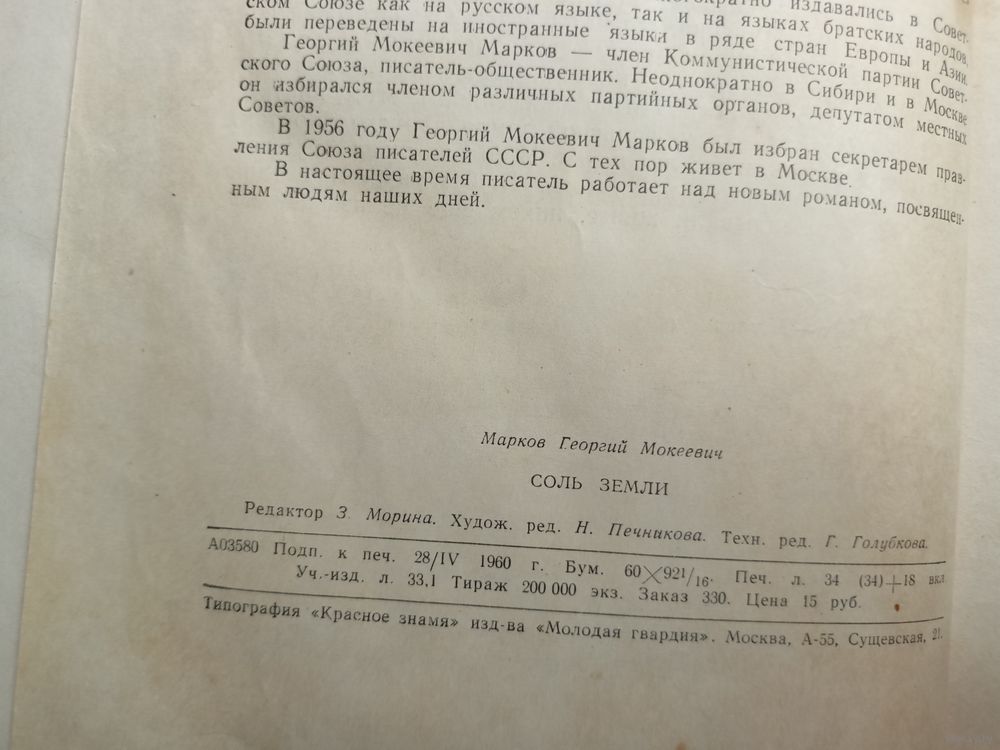 издавались в Совет-
ском Союзе как на русском языке, так и на языках братских народов,
были переведены на иностранные языки в ряде стран Европы и Азии.
Георгий Мокеевич Марков — член Коммунистической партии Совет-
ского Союза, писатель-общественник. Неоднократно в Сибири и в Москве
он избирался членом различных партийных органов, депутатом местных
Советов.
В 1956 году Георгий Мокеевич Марков был избран секретарем прав-
ления Союза писателей СССР. С тех пор живет в Москве.
В настоящее время писатель работает над новым романом, посвящен-
ным людям наших дней.
Марков Георгий Мокеевич
СОЛЬ ЗЕМЛИ
Редактор З. Морина. Худож. ред. Н. Печникова. Техн. ред. Г. Голубкова.
А03580 Подп. к печ. 28/IV 1960 г. Бум. 60×92 1/16. Печ. л. 34 (34)+18 вкл
Уч.-изд. л. 33,1 Тираж 200 000 экз. Заказ 330. Цена 15 руб.
Типография «Красное знамя» изд-ва «Молодая гвардия». Москва, А-55, Сущевская, 21.